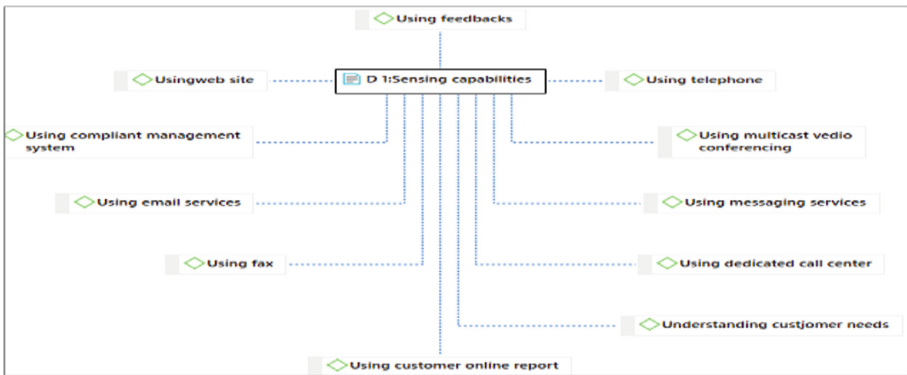 Using feedbacks
Usingweb site
D 1:Sensing capabilities
Using telephone
Using compliant management
system
Using multicast vedio
conferencing
Using email services
Using messaging services
Using fax
Using dedicated call center
Understanding custjomer needs
Using customer online report